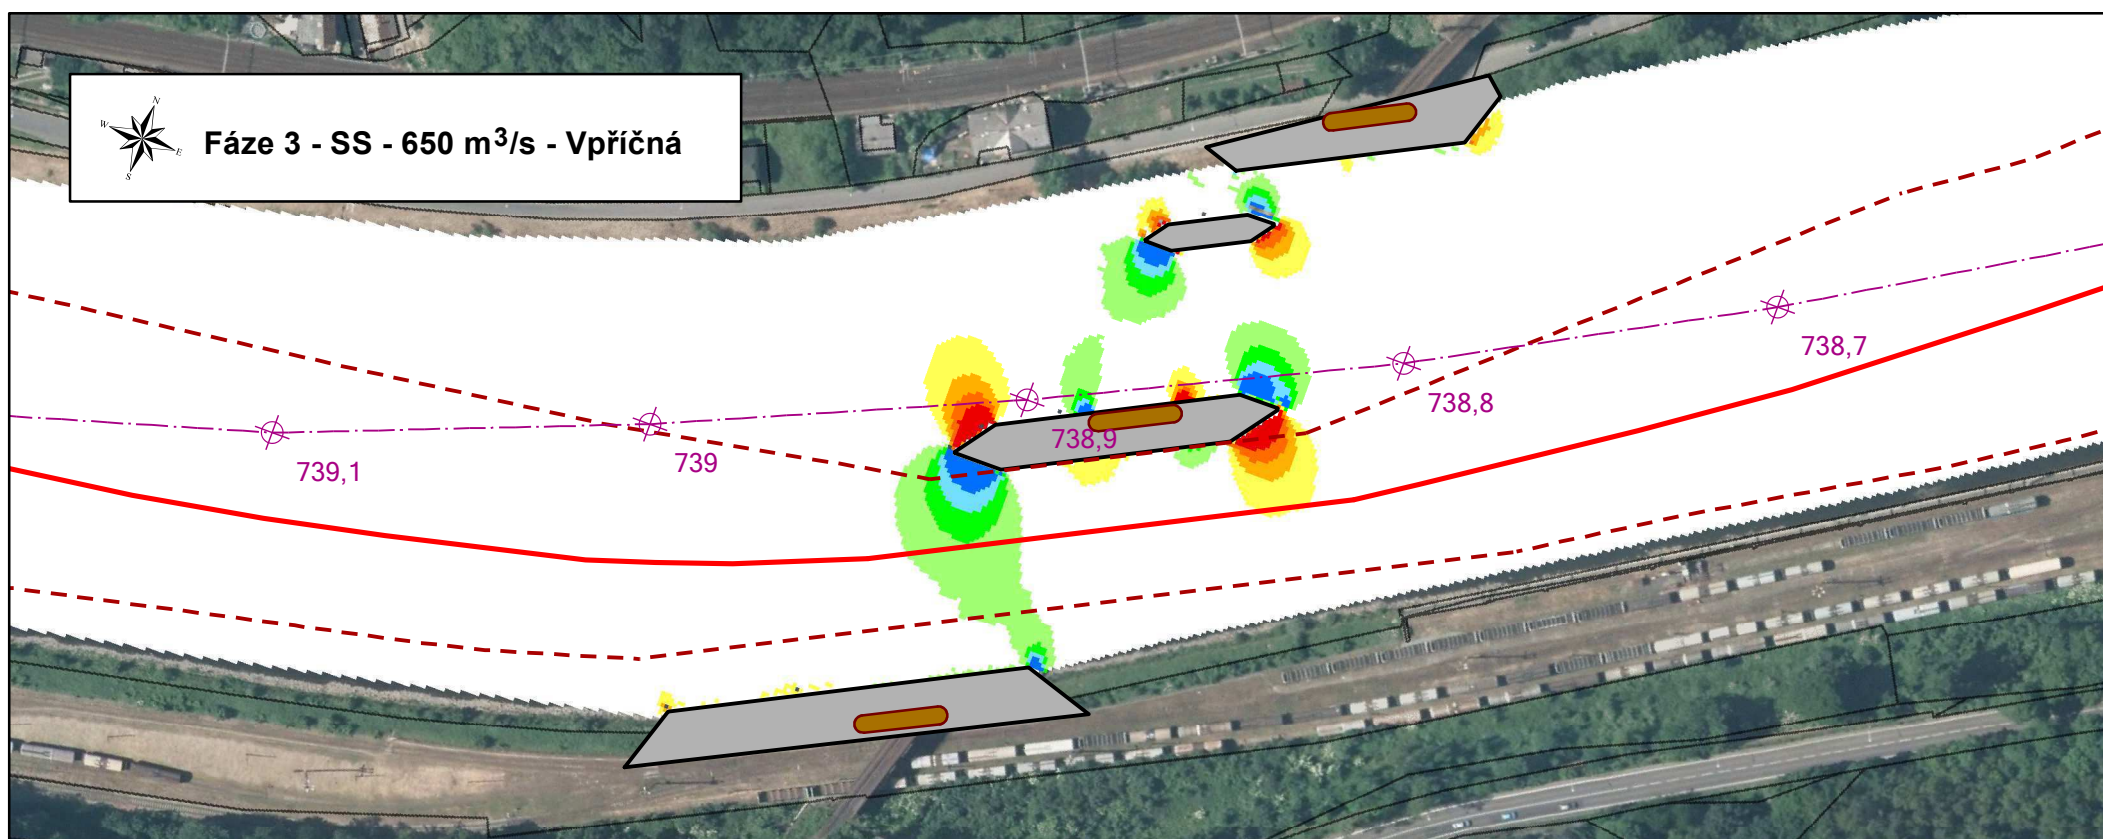 N
W
E
S
Fáze 3 - SS - 650 m³/s - Vpříčná
738,7
738,8
738,9
739
739,1